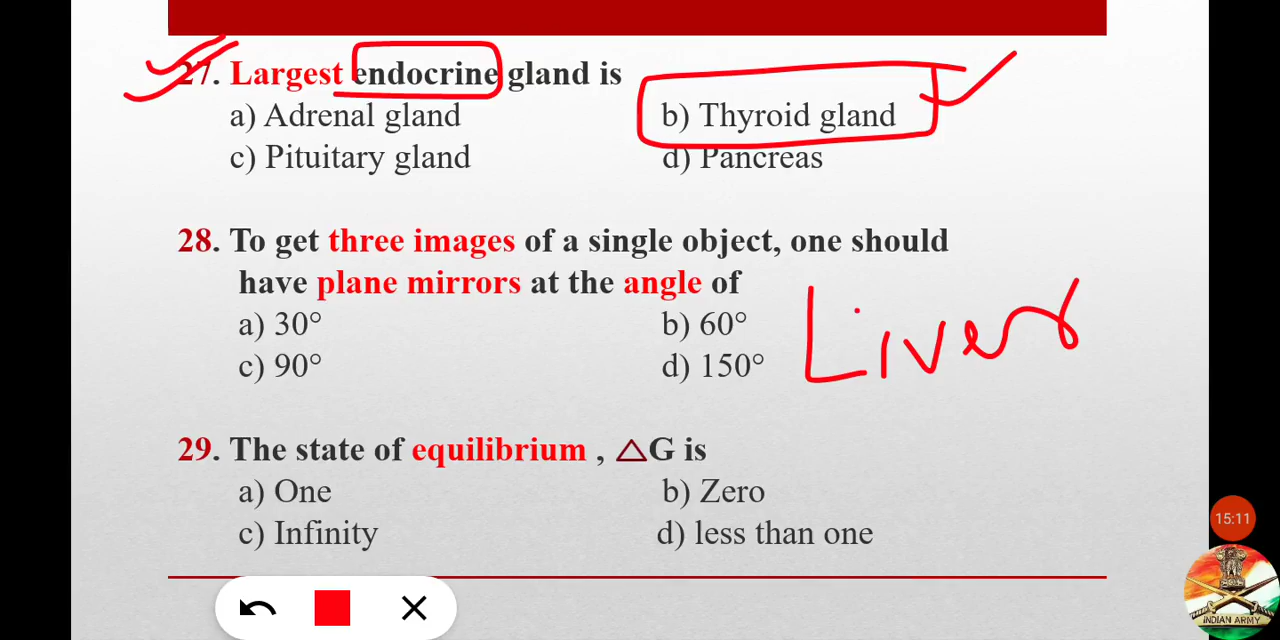 27. Largest endocrine gland is
a) Adrenal gland b) Thyroid gland
c) Pituitary gland d) Pancreas
28. To get three images of a single object, one should
have plane mirrors at the angle of
a) 30° b) 60°
c) 90° d) 150°
Liver
29. The state of equilibrium , △G is
a) One b) Zero
c) Infinity d) less than one
15:11
INDIAN ARMY